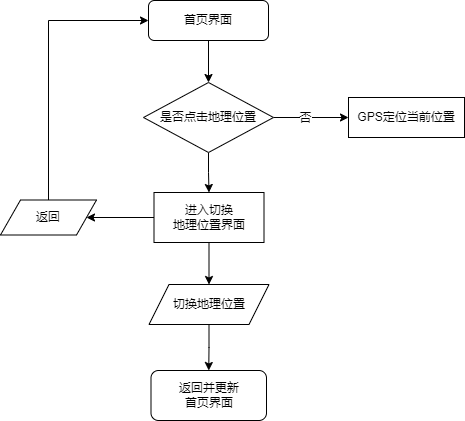 首页界面
是否点击地理位置
否
GPS定位当前位置
进入切换
地理位置界面
返回
切换地理位置
返回并更新
首页界面